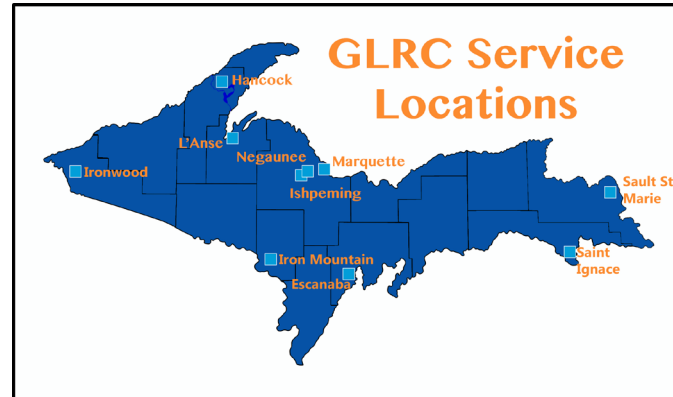 GLRC Service
Locations
Hancock
L'Anse
Negaunee
Marquette
Ironwood
Ishpeming
Sault St
Marie
Iron Mountain
Saint
Ignace
Escanaba